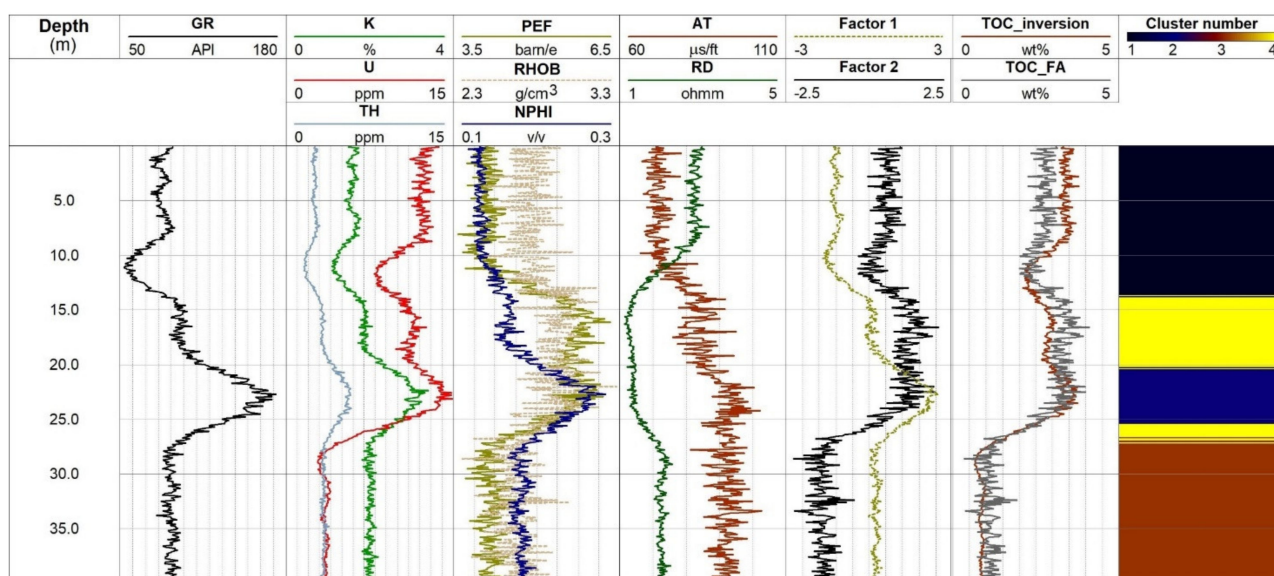 Depth GR K PEF AT Factor 1 TOC_inversion Cluster number
(m) 50 API 180 0 % 4 3.5 barn/e 6.5 60 µs/ft 110 -3 3 0 wt% 5 1 2 3 4
U RHOB RD Factor 2 TOC_FA
0 ppm 15 2.3 g/cm3 3.3 1 ohmm 5 -2.5 2.5 0 wt% 5
TH NPHI
0 ppm 15 0.1 v/v 0.3
5.0
10.0
15.0
20.0
25.0
30.0
35.0